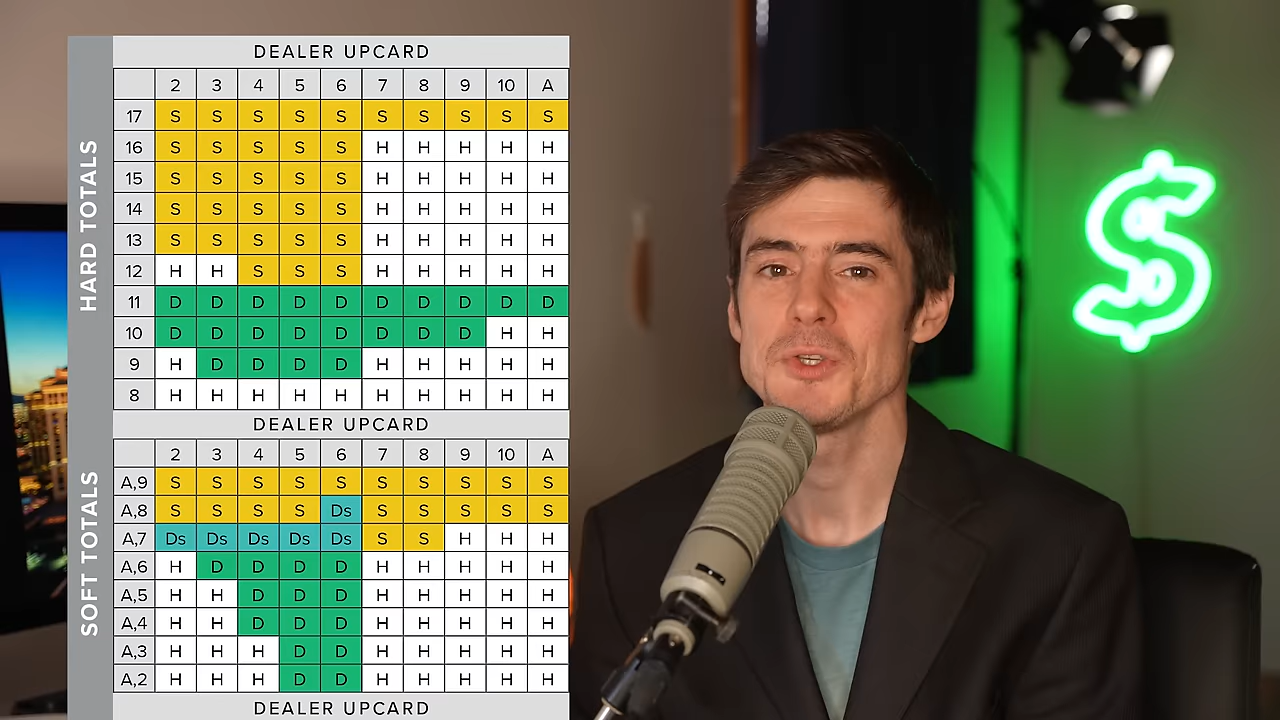 HARD TOTALS
DEALER UPCARD
2 3 4 5 6 7 8 9 10 A
17 S S S S S S S S S S
16 S S S S S H H H H H
15 S S S S S H H H H H
14 S S S S S H H H H H
13 S S S S S H H H H H
12 H H S S S H H H H H
11 D D D D D D D D D D
10 D D D D D D D D H H
9 H D D D D H H H H H
8 H H H H H H H H H H
SOFT TOTALS
DEALER UPCARD
2 3 4 5 6 7 8 9 10 A
A,9 S S S S S S S S S S
A,8 S S S S Ds S S S S S
A,7 Ds Ds Ds Ds Ds S S H H H
A,6 H D D D D H H H H H
A,5 H H D D D H H H H H
A,4 H H D D D H H H H H
A,3 H H H D D H H H H H
A,2 H H H D D H H H H H
DEALER UPCARD
$